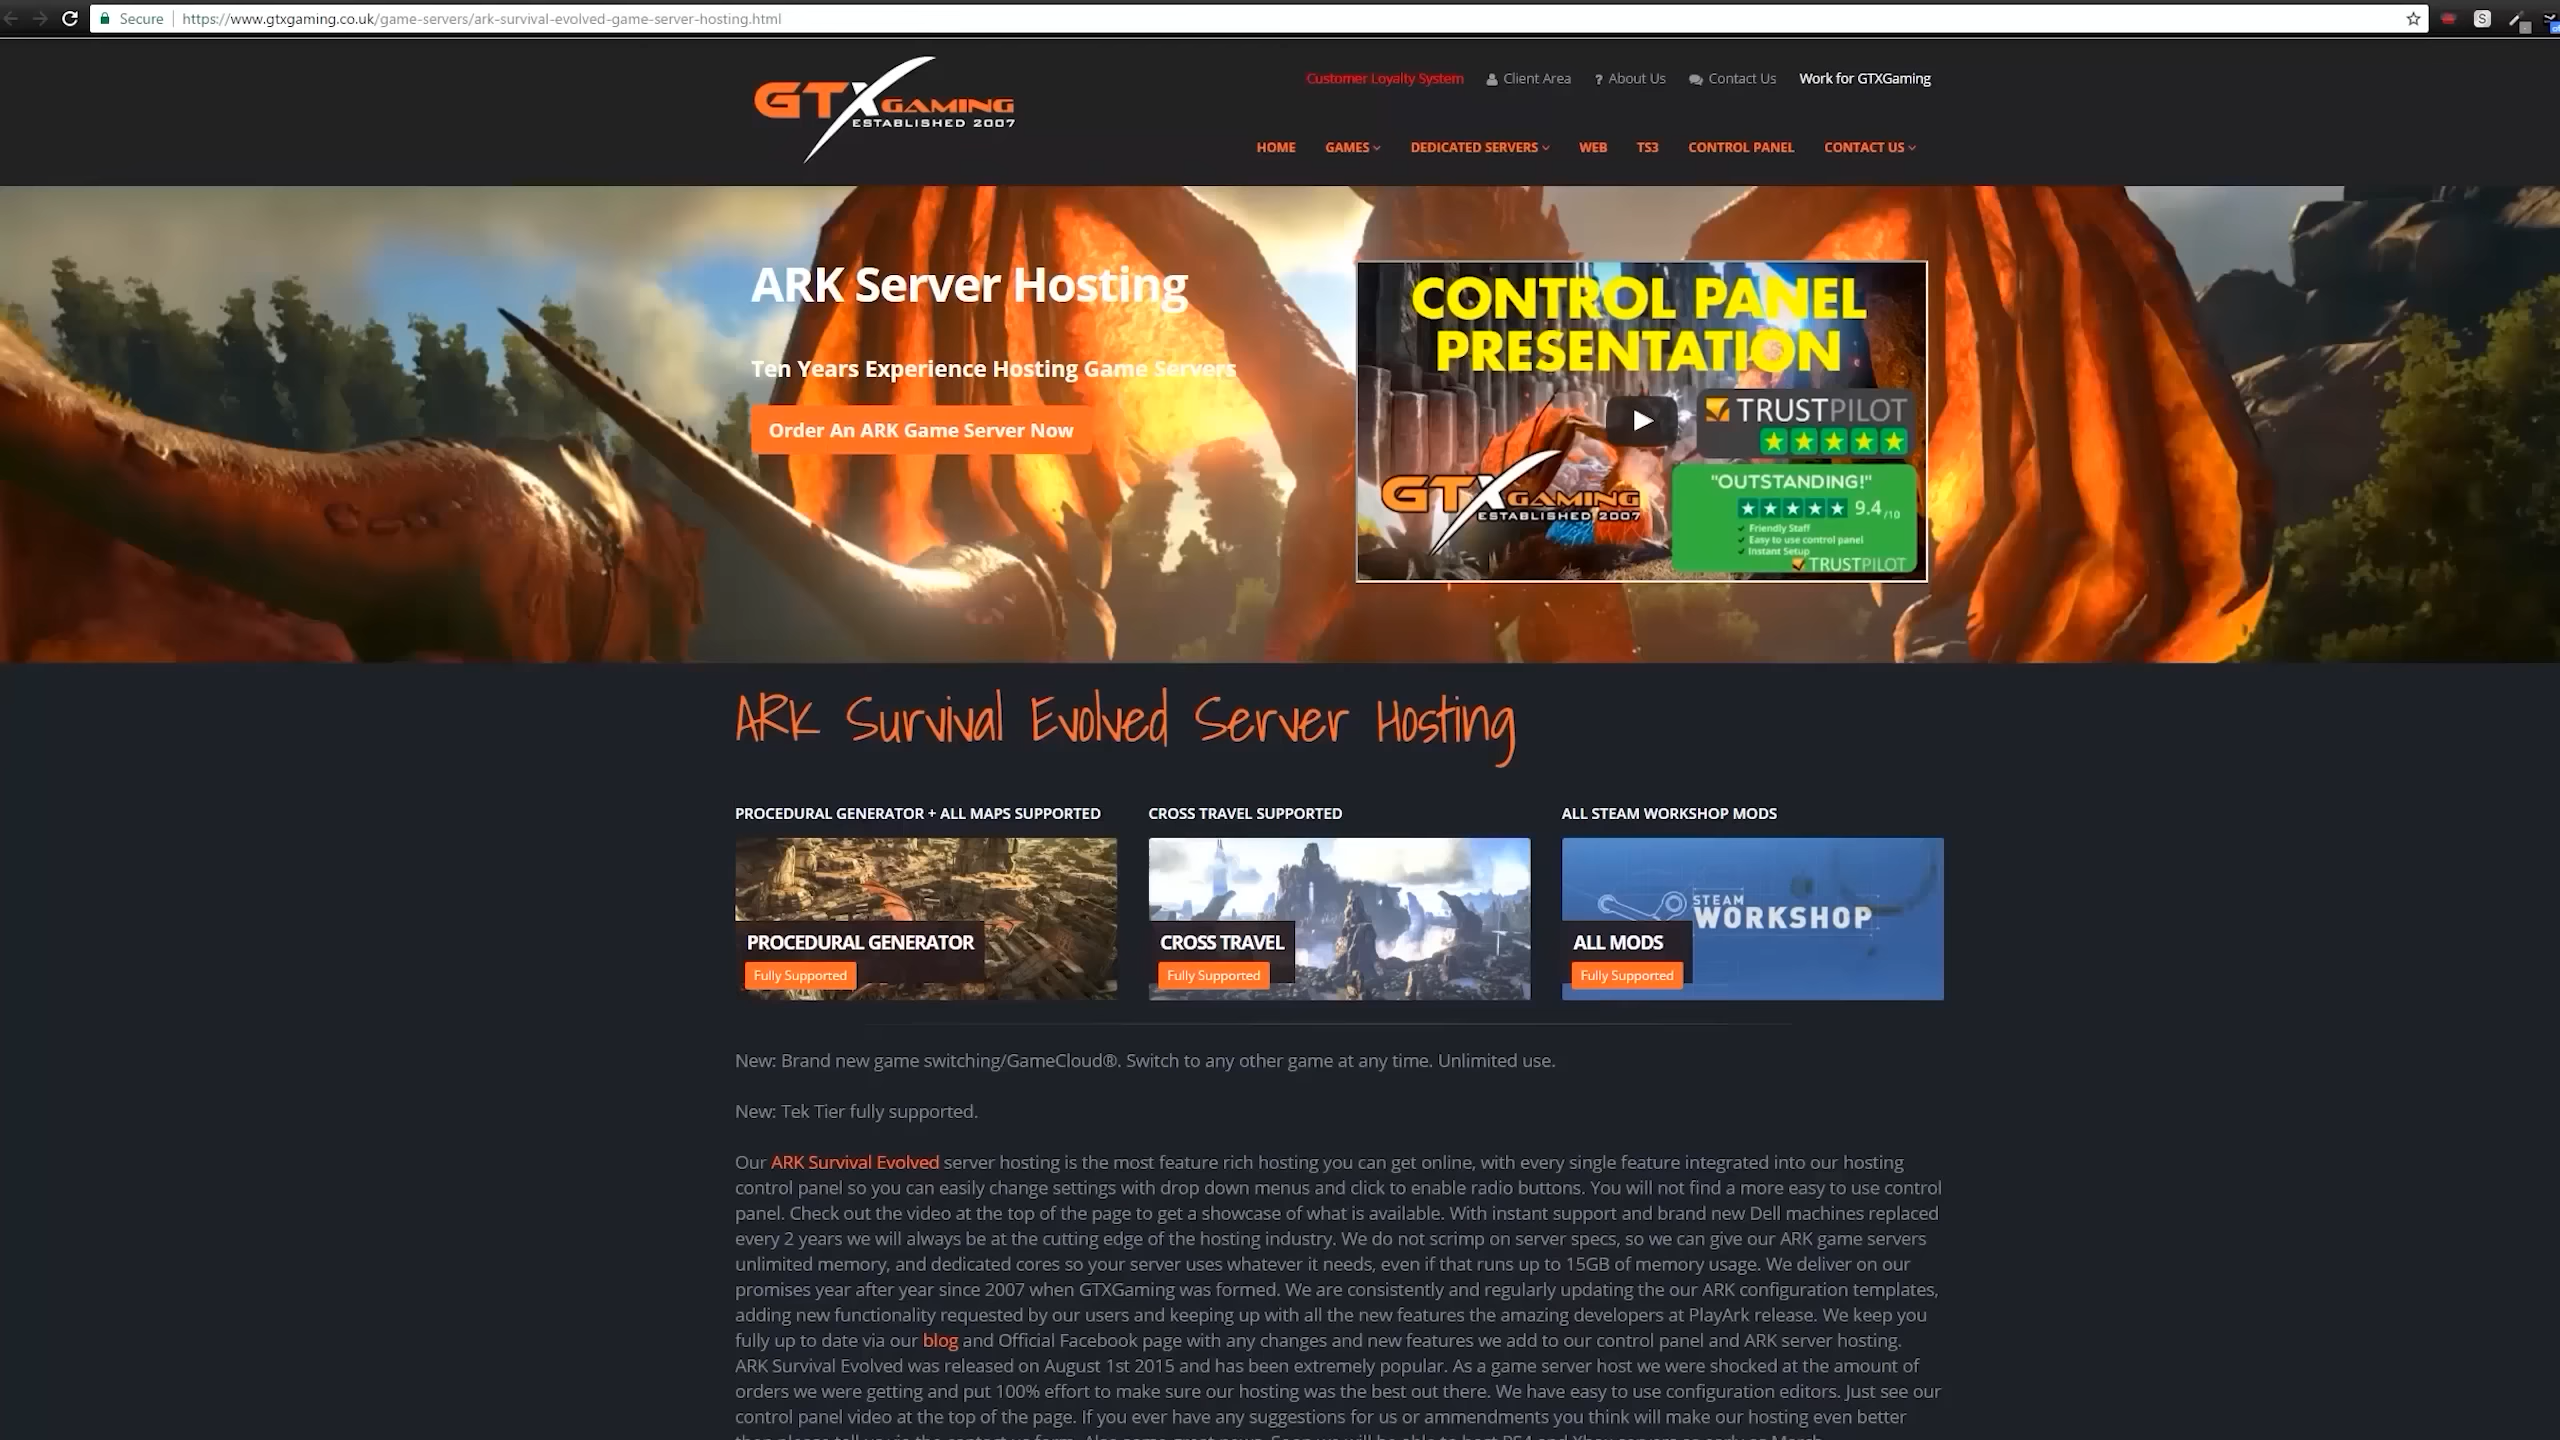 Secure https://www.gtxgaming.co.uk/game-servers/ark-survival-evolved-game-server-hosting.html
GTXGAMING
ESTABLISHED 2007
Customer Loyalty System Client Area ? About Us Contact Us Work for GTXGaming
HOME GAMES DEDICATED SERVERS WEB TS3 CONTROL PANEL CONTACT US
ARK Server Hosting
Ten Years Experience Hosting Game Servers
Order An ARK Game Server Now
CONTROL PANEL
PRESENTATION
TRUSTPILOT
GTXGAMING
ESTABLISHED 2007
"OUTSTANDING!"
9.4/10
Friendly Staff
Easy to use control panel
Instant Setup
TRUSTPILOT
ARK Survival Evolved Server Hosting
PROCEDURAL GENERATOR + ALL MAPS SUPPORTED
PROCEDURAL GENERATOR
Fully Supported
CROSS TRAVEL SUPPORTED
CROSS TRAVEL
Fully Supported
ALL STEAM WORKSHOP MODS
STEAM
WORKSHOP
ALL MODS
Fully Supported
New: Brand new game switching/GameCloud®. Switch to any other game at any time. Unlimited use.
New: Tek Tier fully supported.
Our ARK Survival Evolved server hosting is the most feature rich hosting you can get online, with every single feature integrated into our hosting
control panel so you can easily change settings with drop down menus and click to enable radio buttons. You will not find a more easy to use control
panel. Check out the video at the top of the page to get a showcase of what is available. With instant support and brand new Dell machines replaced
every 2 years we will always be at the cutting edge of the hosting industry. We do not scrimp on server specs, so we can give our ARK game servers
unlimited memory, and dedicated cores so your server uses whatever it needs, even if that runs up to 15GB of memory usage. We deliver on our
promises year after year since 2007 when GTXGaming was formed. We are consistently and regularly updating the our ARK configuration templates,
adding new functionality requested by our users and keeping up with all the new features the amazing developers at PlayArk release. We keep you
fully up to date via our blog and Official Facebook page with any changes and new features we add to our control panel and ARK server hosting.
ARK Survival Evolved was released on August 1st 2015 and has been extremely popular. As a game server host we were shocked at the amount of
orders we were getting and put 100% effort to make sure our hosting was the best out there. We have easy to use configuration editors. Just see our
control panel video at the top of the page. If you ever have any suggestions for us or ammendments you think will make our hosting even better